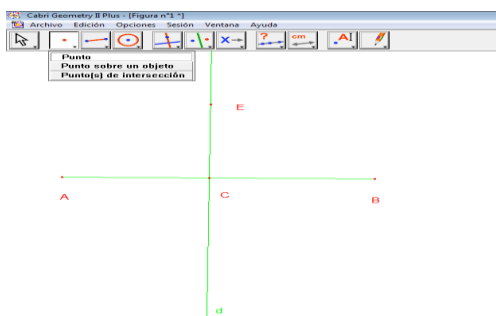 Cabri Geometry II Plus - [Figura nº1 *]
Archivo Edición Opciones Sesión Ventana Ayuda
? cm A
Punto
Punto sobre un objeto
Punto(s) de intersección
E
A C B
d